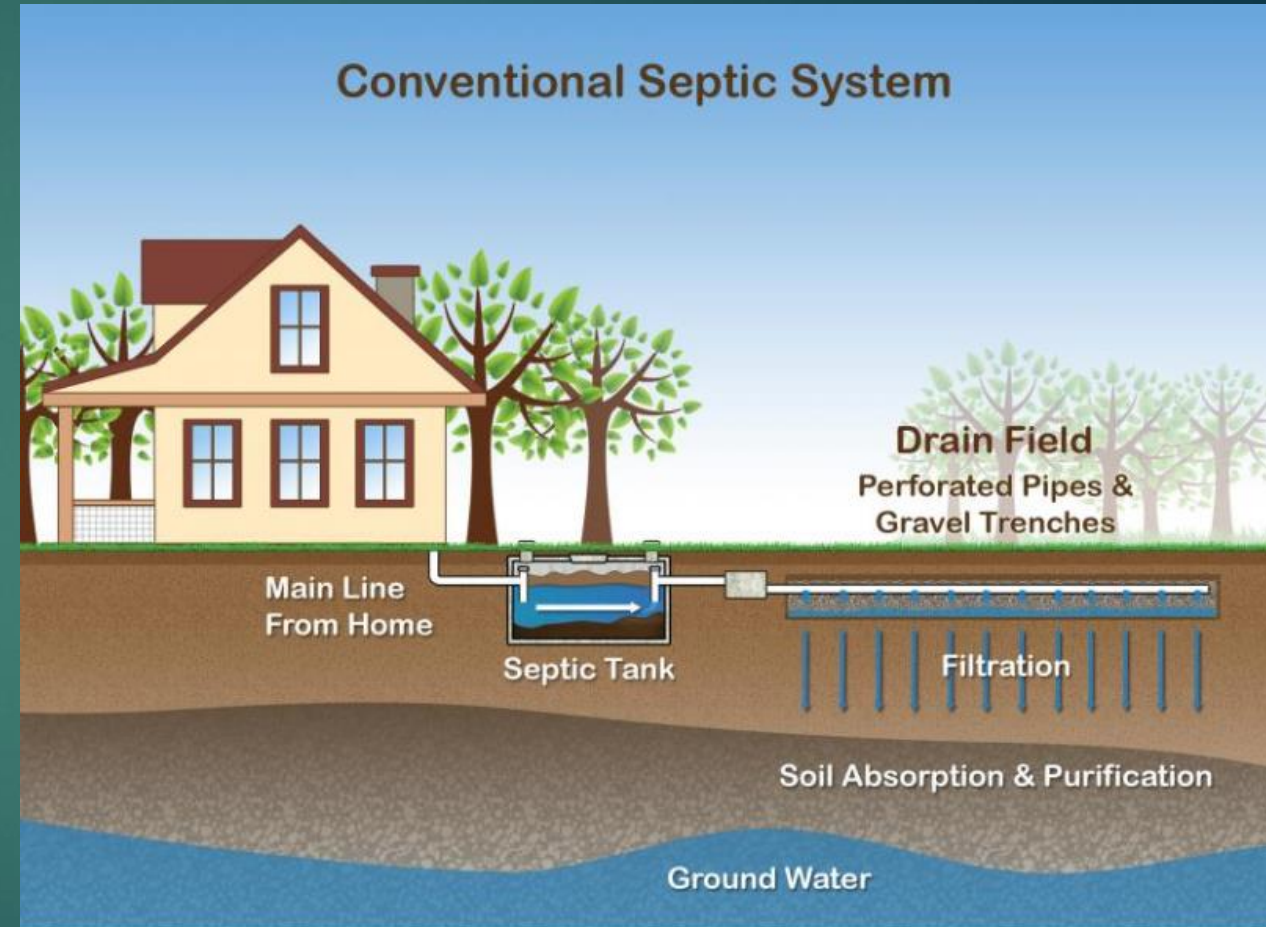 Conventional Septic System
Drain Field
Perforated Pipes &
Gravel Trenches
Main Line
From Home
Septic Tank
Filtration
Soil Absorption & Purification
Ground Water